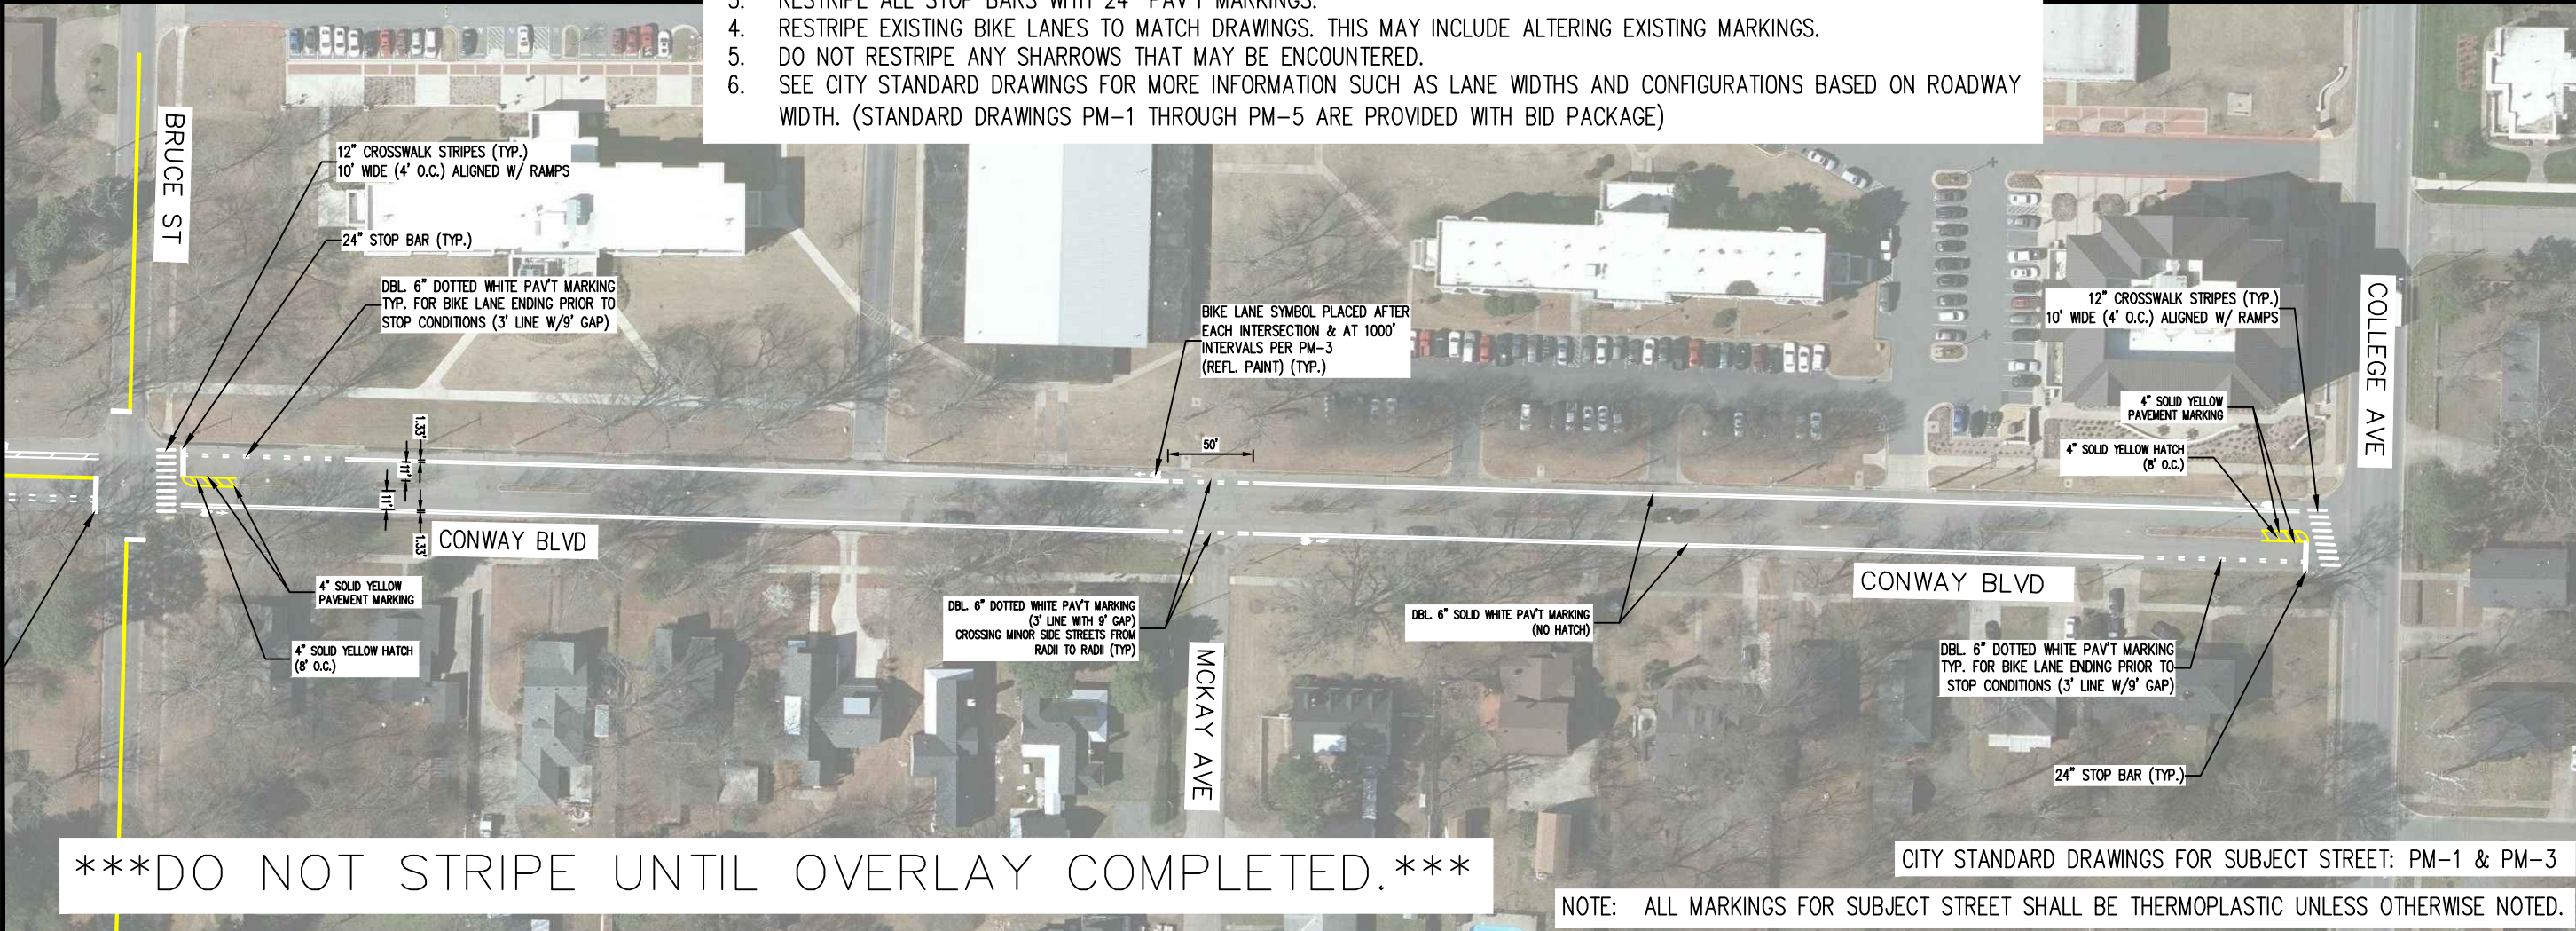 3. RESTRIPE ALL STOP BARS WITH 24" PAV'T MARKINGS.
4. RESTRIPE EXISTING BIKE LANES TO MATCH DRAWINGS. THIS MAY INCLUDE ALTERING EXISTING MARKINGS.
5. DO NOT RESTRIPE ANY SHARROWS THAT MAY BE ENCOUNTERED.
6. SEE CITY STANDARD DRAWINGS FOR MORE INFORMATION SUCH AS LANE WIDTHS AND CONFIGURATIONS BASED ON ROADWAY
WIDTH. (STANDARD DRAWINGS PM-1 THROUGH PM-5 ARE PROVIDED WITH BID PACKAGE)
BRUCE ST
12" CROSSWALK STRIPES (TYP.)
10' WIDE (4' O.C.) ALIGNED W/ RAMPS
24" STOP BAR (TYP.)
DBL. 6" DOTTED WHITE PAV'T MARKING
TYP. FOR BIKE LANE ENDING PRIOR TO
STOP CONDITIONS (3' LINE W/9' GAP)
BIKE LANE SYMBOL PLACED AFTER
EACH INTERSECTION & AT 1000'
INTERVALS PER PM-3
(REFL. PAINT) (TYP.)
12" CROSSWALK STRIPES (TYP.)
10' WIDE (4' O.C.) ALIGNED W/ RAMPS
COLLEGE AVE
4" SOLID YELLOW
PAVEMENT MARKING
4" SOLID YELLOW HATCH
(8' O.C.)
1.33'
11'
11'
1.33'
50'
CONWAY BLVD
4" SOLID YELLOW
PAVEMENT MARKING
4" SOLID YELLOW HATCH
(8' O.C.)
DBL. 6" DOTTED WHITE PAV'T MARKING
(3' LINE WITH 9' GAP)
CROSSING MINOR SIDE STREETS FROM
RADII TO RADII (TYP)
MCKAY AVE
DBL. 6" SOLID WHITE PAV'T MARKING
(NO HATCH)
CONWAY BLVD
DBL. 6" DOTTED WHITE PAV'T MARKING
TYP. FOR BIKE LANE ENDING PRIOR TO
STOP CONDITIONS (3' LINE W/9' GAP)
24" STOP BAR (TYP.)
***DO NOT STRIPE UNTIL OVERLAY COMPLETED.***
CITY STANDARD DRAWINGS FOR SUBJECT STREET: PM-1 & PM-3
NOTE: ALL MARKINGS FOR SUBJECT STREET SHALL BE THERMOPLASTIC UNLESS OTHERWISE NOTED.